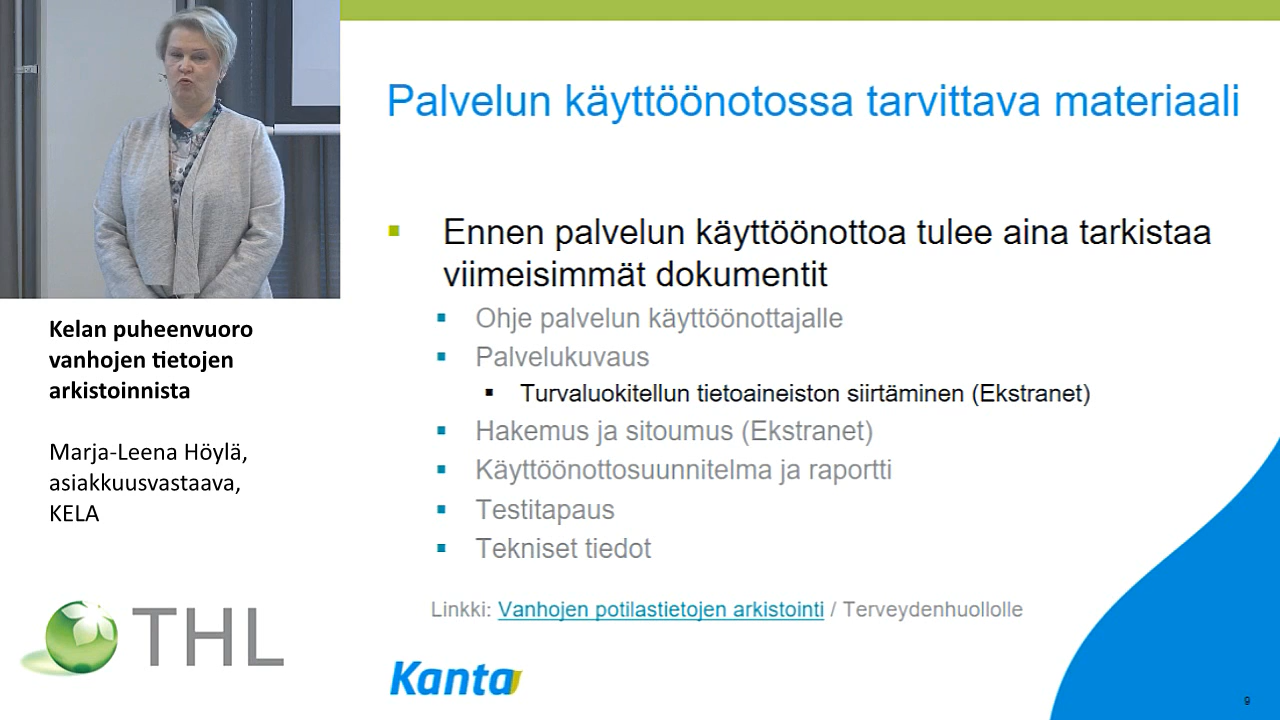 Palvelun käyttöönotossa tarvittava materiaali
Ennen palvelun käyttöönottoa tulee aina tarkistaa
viimeisimmät dokumentit
Ohje palvelun käyttöönottajalle
Palvelukuvaus
Turvaluokitellun tietoaineiston siirtäminen (Ekstranet)
Hakemus ja sitoumus (Ekstranet)
Käyttöönottosuunnitelma ja raportti
Testitapaus
Tekniset tiedot
Linkki: Vanhojen potilastietojen arkistointi / Terveydenhuollolle
Kanta
9
Kelan puheenvuoro
vanhojen tietojen
arkistoinnista
Marja-Leena Höylä,
asiakkuusvastaava,
KELA
THL